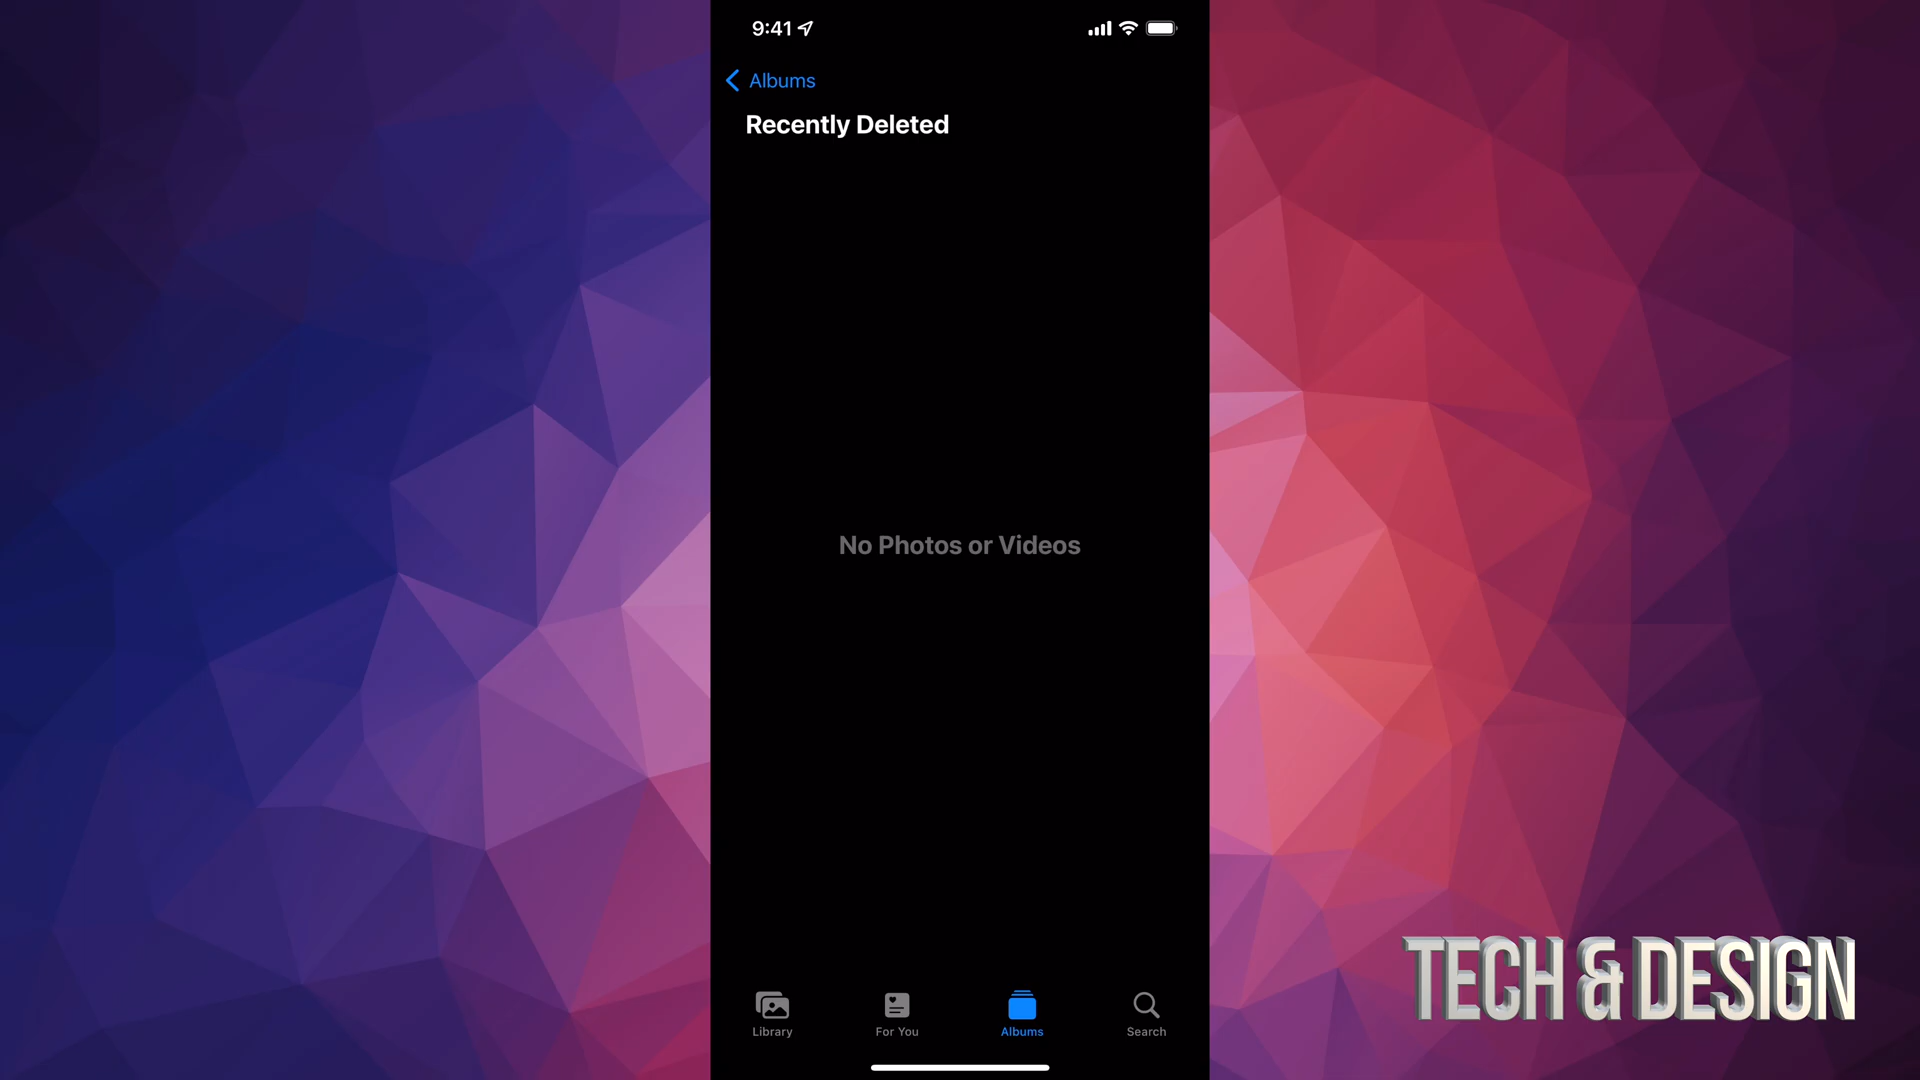 9:41
Albums
Recently Deleted
No Photos or Videos
Library
For You
Albums
Search
TECH & DESIGN